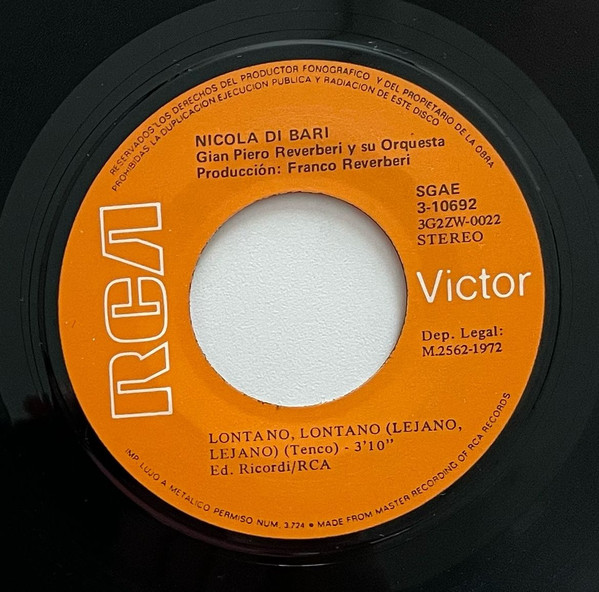 RESERVADOS LOS DERECHOS DEL PRODUCTOR FONOGRAFICO Y DEL PROPIETARIO DE LA OBRA
PROHIBIDAS LA DUPLICACION EJECUCION PUBLICA Y RADIACION DE ESTE DISCO
NICOLA DI BARI
Gian Piero Reverberi y su Orquesta
Producción: Franco Reverberi
SGAE
3-10692
3G2ZW-0022
STEREO
RCA
Victor
Dep. Legal:
M.2562-1972
LONTANO, LONTANO (LEJANO,
LEJANO) (Tenco) - 3'10"
Ed. Ricordi/RCA
IMP. LUJO A METALICO PERMISO NUM. 3.724 • MADE FROM MASTER RECORDING OF RCA RECORDS